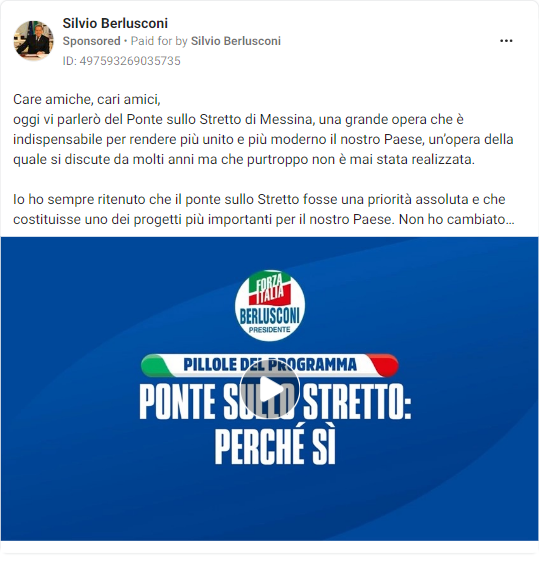 Silvio Berlusconi
Sponsored • Paid for by Silvio Berlusconi
ID: 497593269035735
Care amiche, cari amici,
oggi vi parlerò del Ponte sullo Stretto di Messina, una grande opera che è
indispensabile per rendere più unito e più moderno il nostro Paese, un'opera della
quale si discute da molti anni ma che purtroppo non è mai stata realizzata.
Io ho sempre ritenuto che il ponte sullo Stretto fosse una priorità assoluta e che
costituisse uno dei progetti più importanti per il nostro Paese. Non ho cambiato...
FORZA
ITALIA
BERLUSCONI
PRESIDENTE
PILLOLE DEL PROGRAMMA
PONTE SULLO STRETTO:
PERCHÉ SÌ